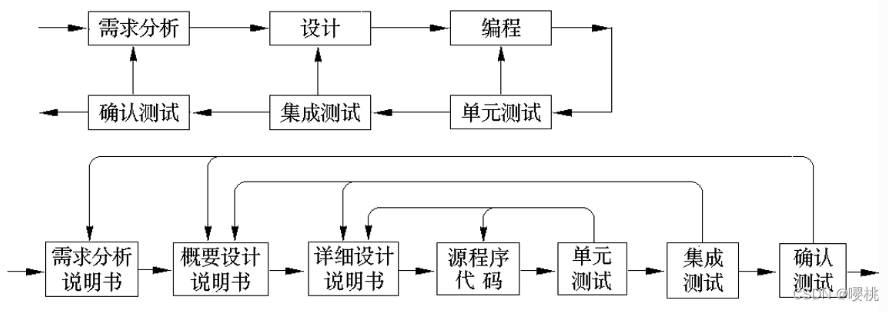 需求分析
设计
编程
确认测试
集成测试
单元测试
需求分析
说明书
概要设计
说明书
详细设计
说明书
源程序
代 码
单元
测试
集成
测试
确认
测试
CSDN @嘤桃